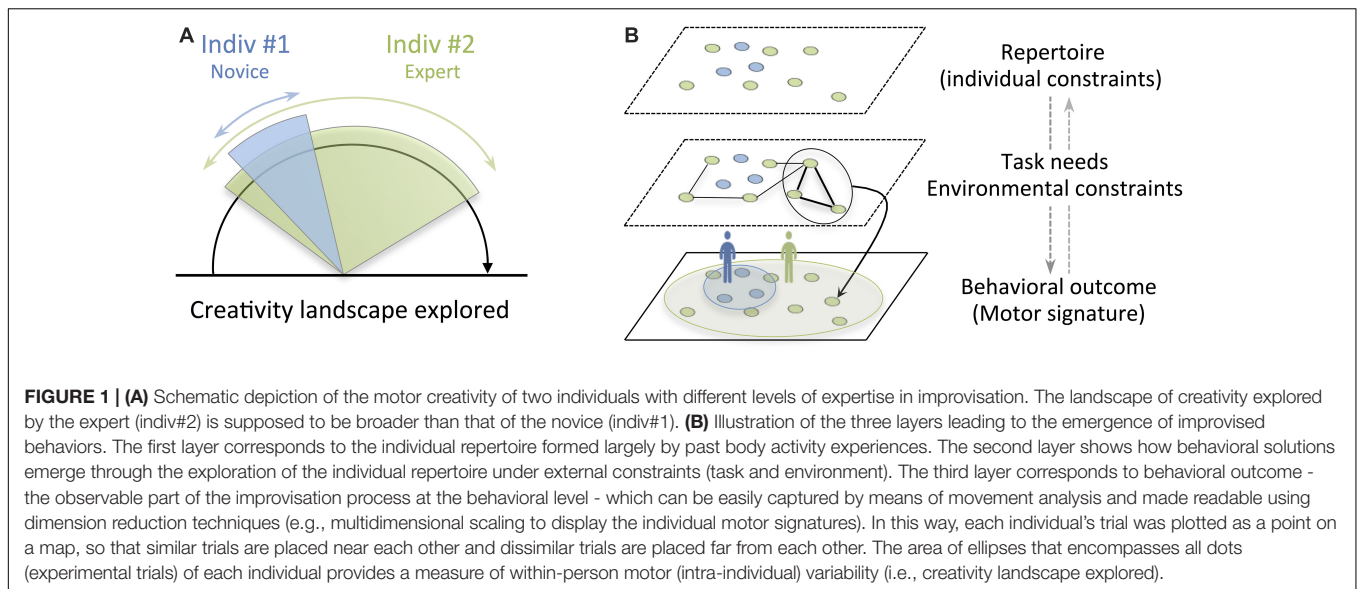 A
Indiv #1
Novice
Indiv #2
Expert
Creativity landscape explored
B
Repertoire
(individual constraints)
Task needs
Environmental constraints
Behavioral outcome
(Motor signature)
FIGURE 1 | (A) Schematic depiction of the motor creativity of two individuals with different levels of expertise in improvisation. The landscape of creativity explored
by the expert (indiv#2) is supposed to be broader than that of the novice (indiv#1). (B) Illustration of the three layers leading to the emergence of improvised
behaviors. The first layer corresponds to the individual repertoire formed largely by past body activity experiences. The second layer shows how behavioral solutions
emerge through the exploration of the individual repertoire under external constraints (task and environment). The third layer corresponds to behavioral outcome -
the observable part of the improvisation process at the behavioral level - which can be easily captured by means of movement analysis and made readable using
dimension reduction techniques (e.g., multidimensional scaling to display the individual motor signatures). In this way, each individual's trial was plotted as a point on
a map, so that similar trials are placed near each other and dissimilar trials are placed far from each other. The area of ellipses that encompasses all dots
(experimental trials) of each individual provides a measure of within-person motor (intra-individual) variability (i.e., creativity landscape explored).